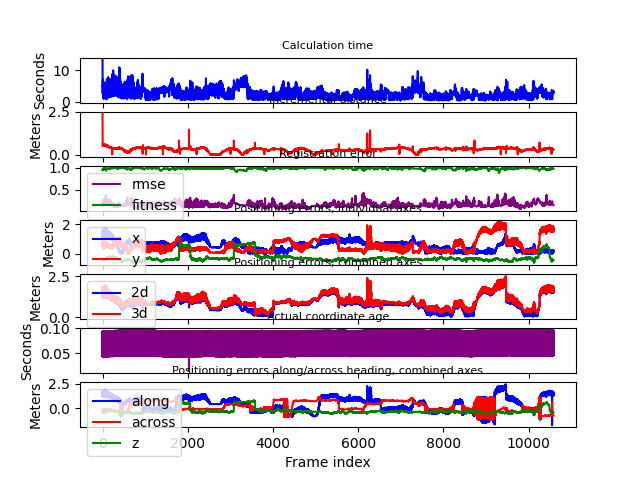 Calculation time
10
0
Seconds
Incremental distance
2.5
0.0
Meters
Registration error
1.0
0.5
rmse
fitness
Positioning errors, individual axes
2
0
Meters
x
y
Positioning errors, combined axes
2.5
0.0
Meters
2d
3d
Actual coordinate age
0.10
0.05
Seconds
Positioning errors along/across heading, combined axes
2.5
0.0
Meters
along
across
z
0 2000 4000 6000 8000 10000
Frame index